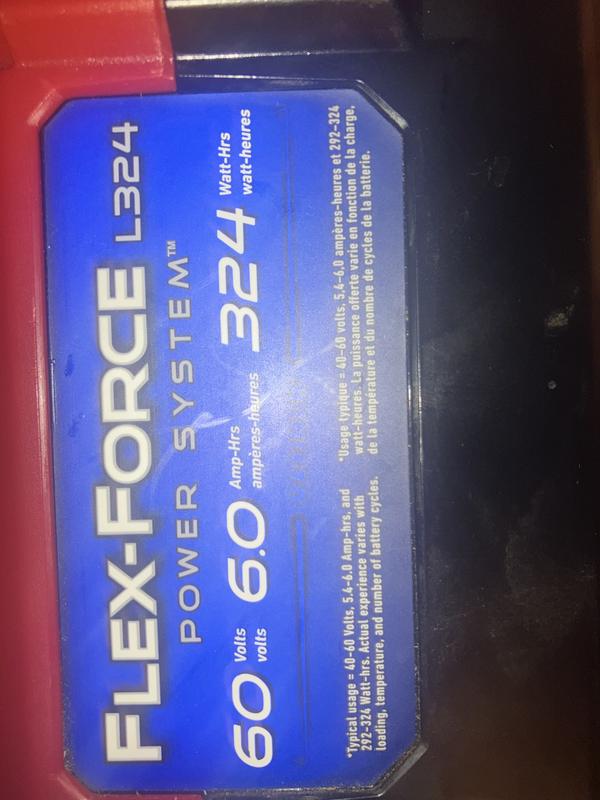 FLEX-FORCE L324
POWER SYSTEM™
60 Volts volts 6.0 Amp-Hrs ampères-heures 324 Watt-Hrs watt-heures
*Typical usage = 40-60 Volts, 5.4-6.0 Amp-hrs, and
292-324 Watt-hrs. Actual experience varies with
loading, temperature, and number of battery cycles.
*Usage typique = 40-60 volts, 5.4-6.0 ampères-heures et 292-324
watt-heures. La puissance offerte varie en fonction de la charge,
de la température et du nombre de cycles de la batterie.